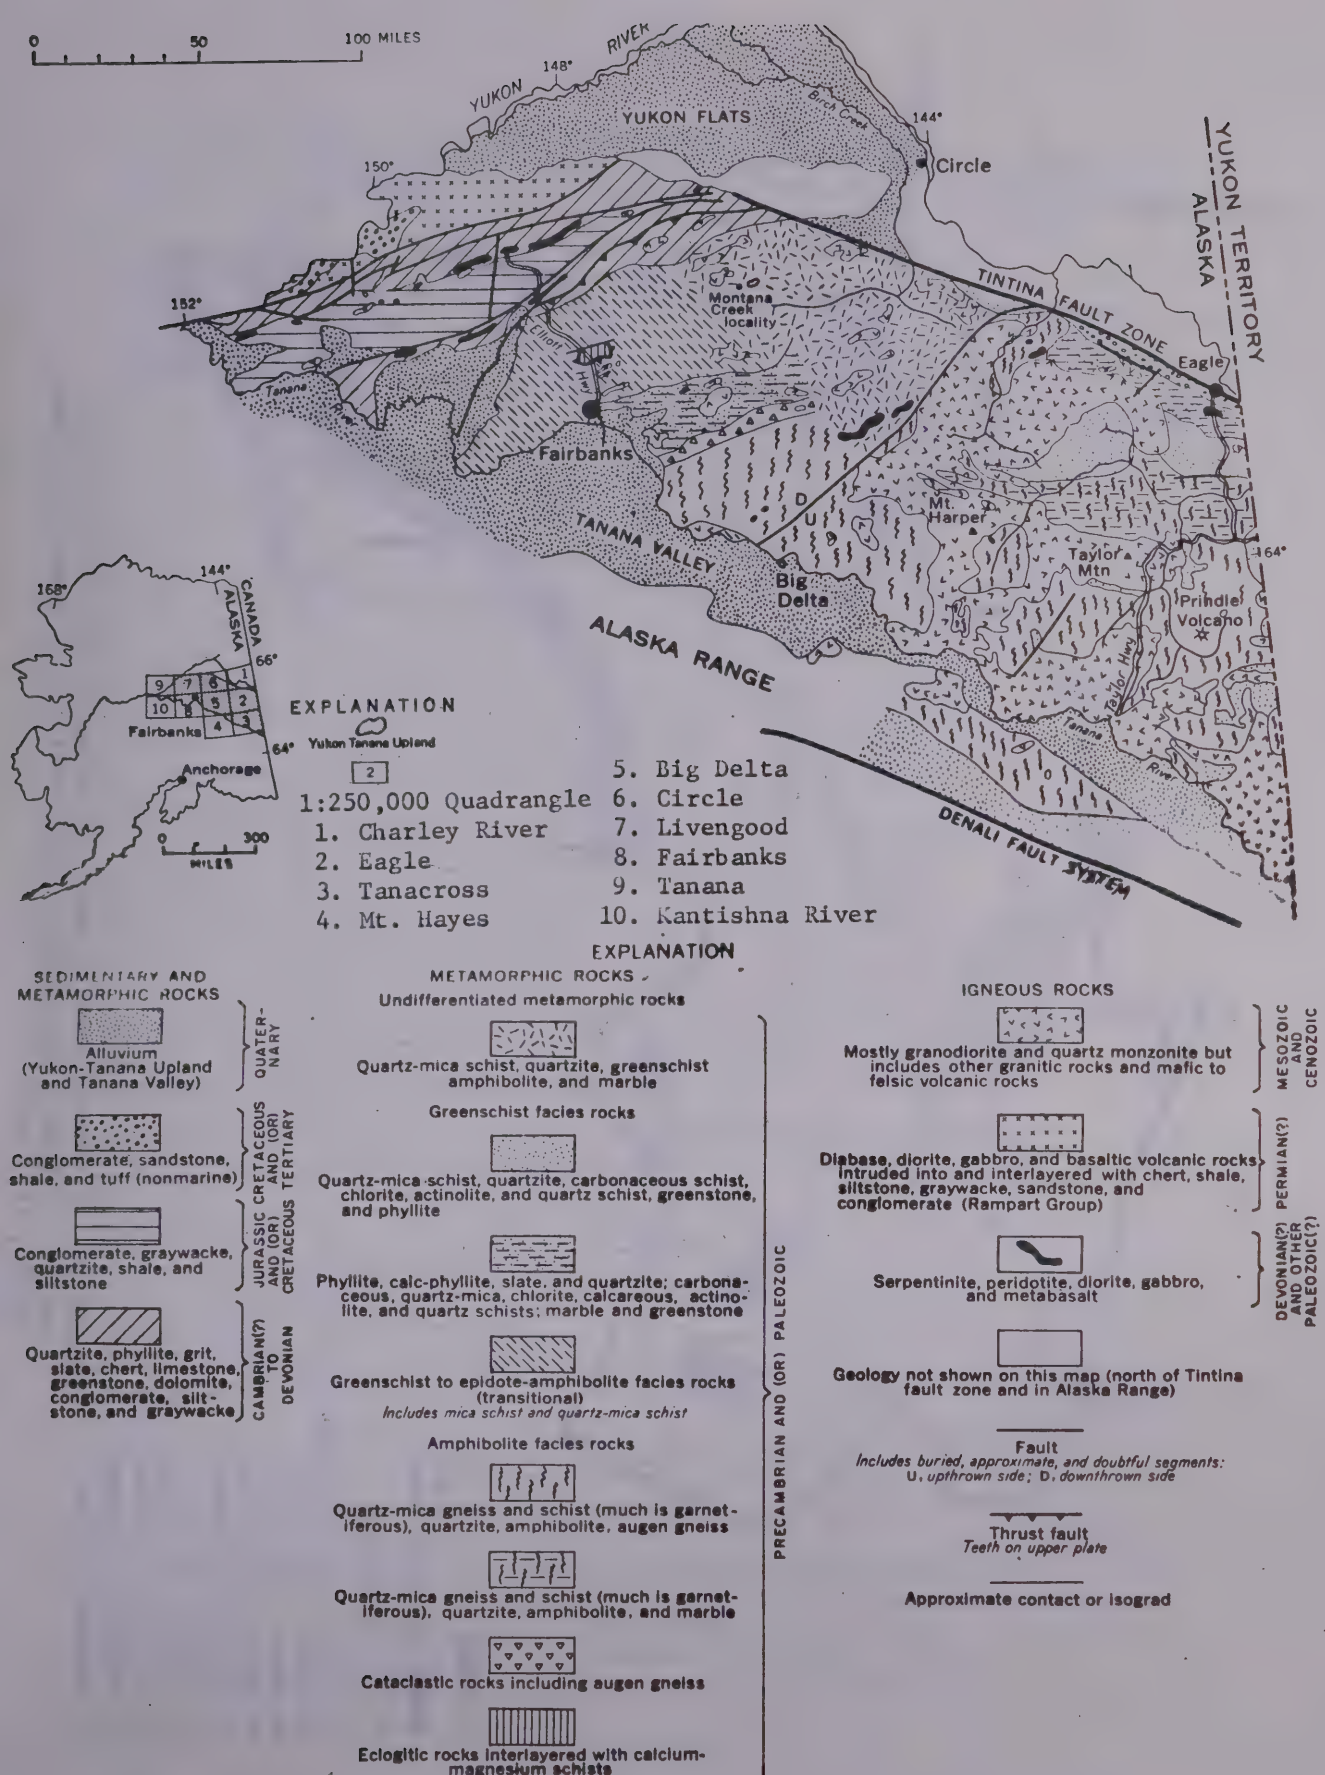 0 50 100 MILES
YUKON RIVER
148°
YUKON FLATS
Birch Creek
144°
Circle
150°
YUKON TERRITORY
ALASKA
TINTINA FAULT ZONE
152°
Montana
Creek
locality
Elliott
Hwy
Eagle
Tanana
River
Fairbanks
D
U
Mt.
Harper
TANANA VALLEY
Taylor
Mtn
164°
Big
Delta
Prindle
Volcano
Taylor Hwy
ALASKA RANGE
Tanana
River
DENALI FAULT SYSTEM
168°
144°
CANADA
ALASKA
66°
9 7 6 1
10 8 5 2
4 3
Fairbanks
64°
Anchorage
0 300
MILES
EXPLANATION
Yukon Tanana Upland
2
1:250,000 Quadrangle
1. Charley River
2. Eagle
3. Tanacross
4. Mt. Hayes
5. Big Delta
6. Circle
7. Livengood
8. Fairbanks
9. Tanana
10. Kantishna River
EXPLANATION
SEDIMENTARY AND
METAMORPHIC ROCKS
Alluvium
(Yukon-Tanana Upland
and Tanana Valley)
QUATER-
NARY
Conglomerate, sandstone,
shale, and tuff (nonmarine)
CRETACEOUS
AND (OR)
TERTIARY
Conglomerate, graywacke,
quartzite, shale, and
siltstone
JURASSIC
AND (OR)
CRETACEOUS
Quartzite, phyllite, grit,
slate, chert, limestone,
greenstone, dolomite,
conglomerate, silt-
stone, and graywacke
CAMBRIAN(?)
TO
DEVONIAN
METAMORPHIC ROCKS
Undifferentiated metamorphic rocks
Quartz-mica schist, quartzite, greenschist
amphibolite, and marble
Greenschist facies rocks
Quartz-mica schist, quartzite, carbonaceous schist,
chlorite, actinolite, and quartz schist, greenstone,
and phyllite
Phyllite, calc-phyllite, slate, and quartzite; carbona-
ceous, quartz-mica, chlorite, calcareous, actino-
lite, and quartz schists; marble and greenstone
Greenschist to epidote-amphibolite facies rocks
(transitional)
Includes mica schist and quartz-mica schist
Amphibolite facies rocks
Quartz-mica gneiss and schist (much is garnet-
iferous), quartzite, amphibolite, augen gneiss
Quartz-mica gneiss and schist (much is garnet-
iferous), quartzite, amphibolite, and marble
Cataclastic rocks including augen gneiss
Eclogitic rocks interlayered with calcium-
magnesium schists
PRECAMBRIAN AND (OR) PALEOZOIC
IGNEOUS ROCKS
Mostly granodiorite and quartz monzonite but
includes other granitic rocks and mafic to
felsic volcanic rocks
MESOZOIC
AND
CENOZOIC
Diabase, diorite, gabbro, and basaltic volcanic rocks
intruded into and interlayered with chert, shale,
siltstone, graywacke, sandstone, and
conglomerate (Rampart Group)
PERMIAN(?)
Serpentinite, peridotite, diorite, gabbro,
and metabasalt
DEVONIAN(?)
AND OTHER
PALEOZOIC(?)
Geology not shown on this map (north of Tintina
fault zone and in Alaska Range)
Fault
Includes buried, approximate, and doubtful segments:
U, upthrown side; D, downthrown side
Thrust fault
Teeth on upper plate
Approximate contact or isograd